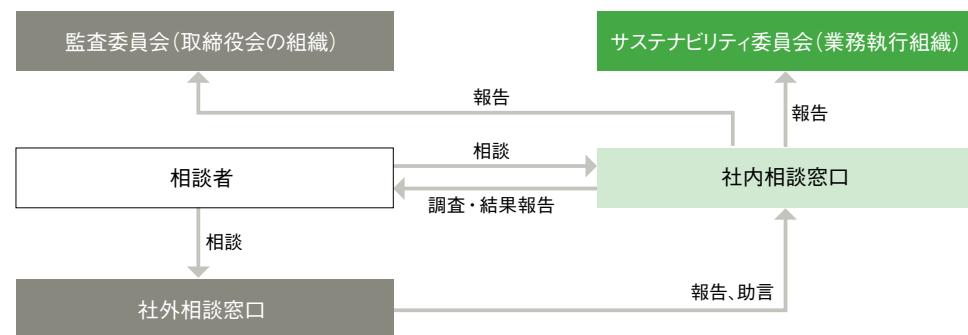 監査委員会(取締役会の組織)
サステナビリティ委員会(業務執行組織)
報告
報告
相談
相談者
社内相談窓口
調査・結果報告
相談
報告、助言
社外相談窓口